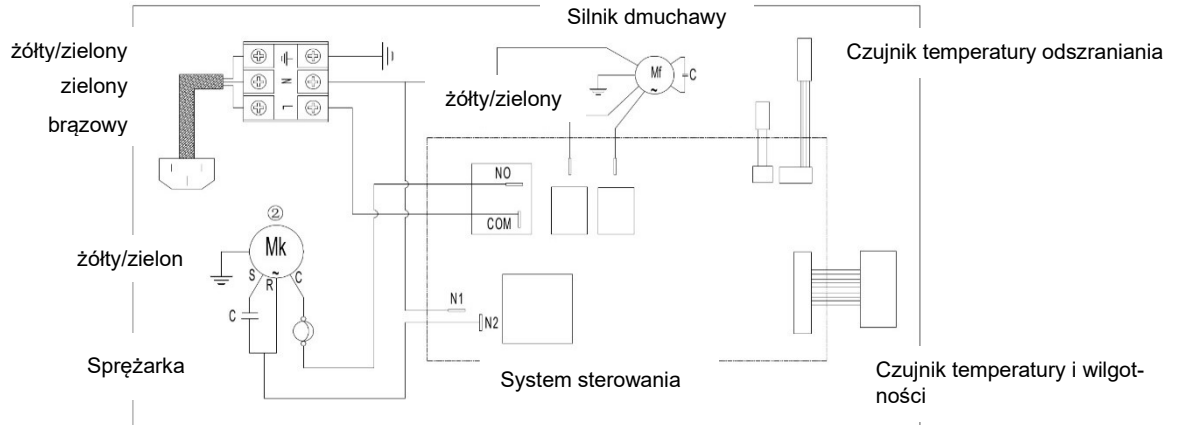 Silnik dmuchawy
żółty/zielony
zielony
brązowy
N
L
Mf
~
C
żółty/zielony
Czujnik temperatury odszraniania
NO
COM
②
Mk
~
S
R
C
żółty/zielon
C
N1
N2
Sprężarka
System sterowania
Czujnik temperatury i wilgot-
ności